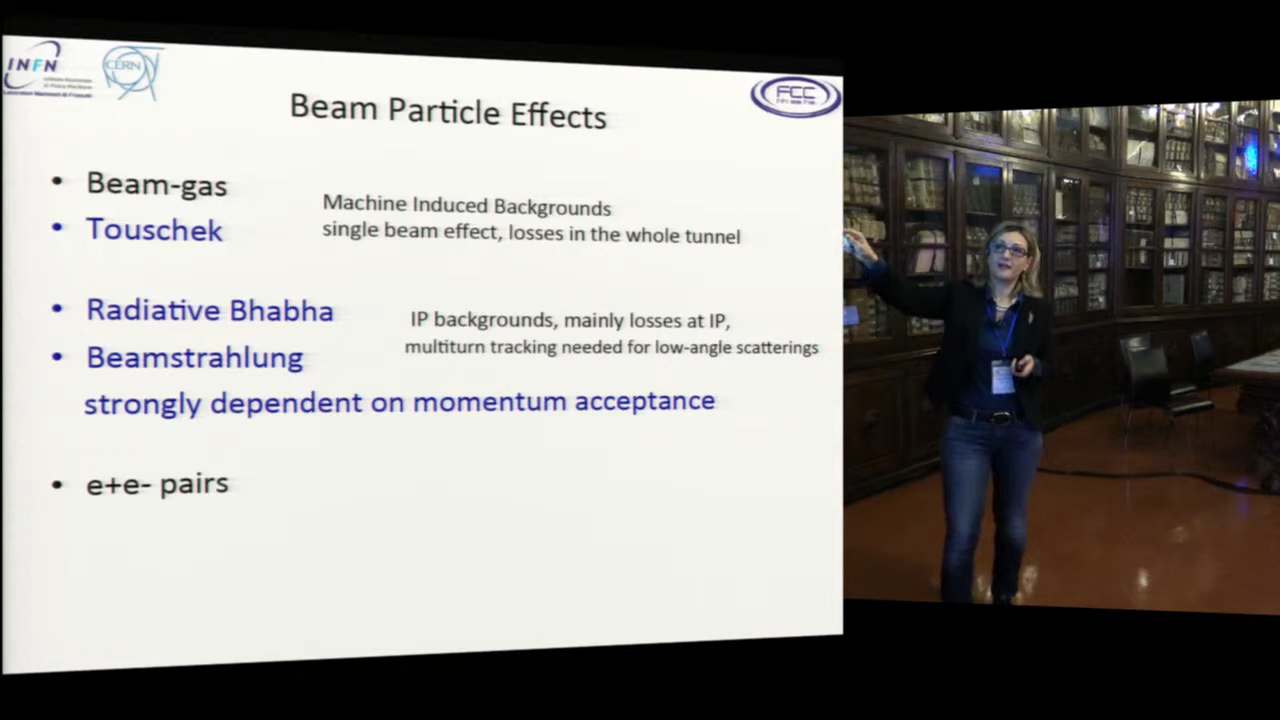 INFN
CERN
FCC
Beam Particle Effects
• Beam-gas
• Touschek
Machine Induced Backgrounds
single beam effect, losses in the whole tunnel
• Radiative Bhabha
• Beamstrahlung
IP backgrounds, mainly losses at IP,
multiturn tracking needed for low-angle scatterings
strongly dependent on momentum acceptance
• e+e- pairs